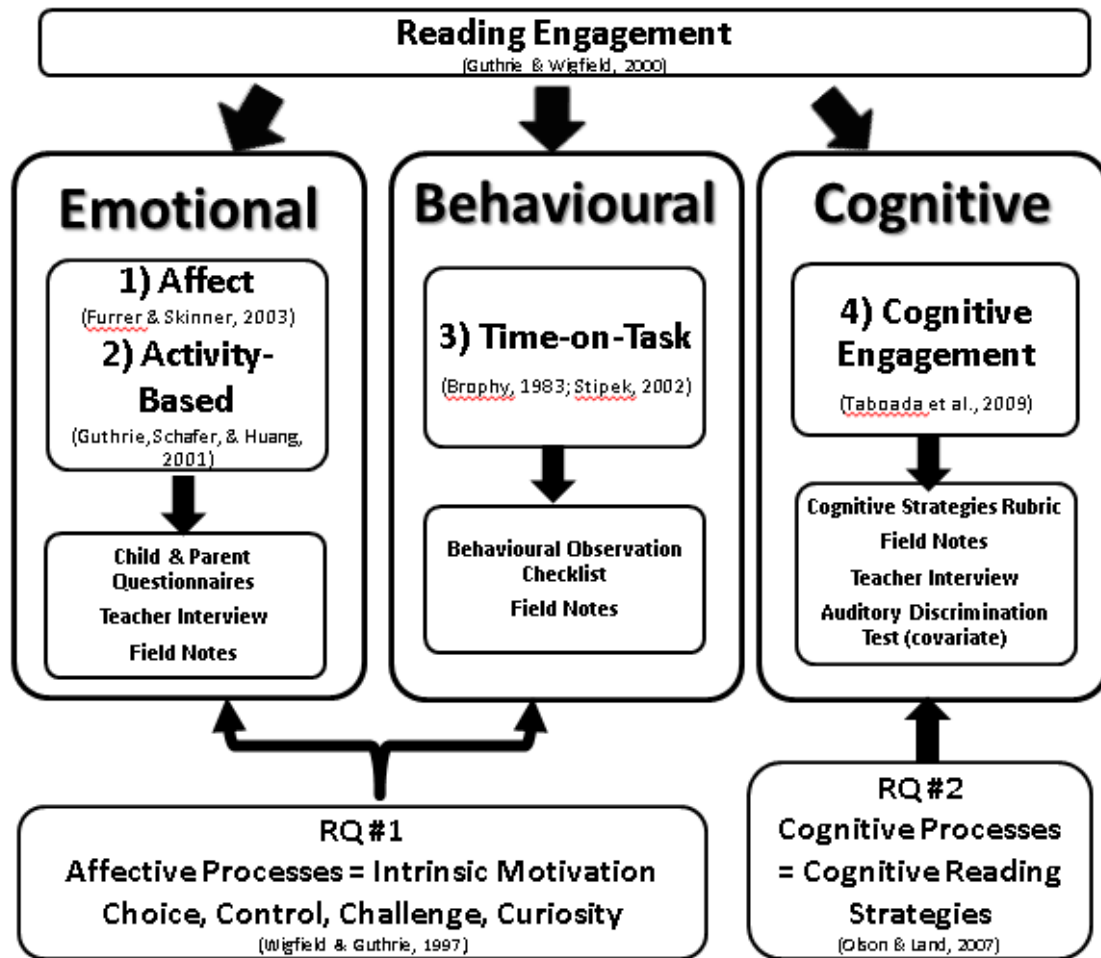 Reading Engagement
(Guthrie & Wigfield, 2000)
Emotional
1) Affect
(Furrer & Skinner, 2003)
2) Activity-
Based
(Guthrie, Schafer, & Huang,
2001)
Child & Parent
Questionnaires
Teacher Interview
Field Notes
Behavioural
3) Time-on-Task
(Brophy, 1983; Stipek, 2002)
Behavioural Observation
Checklist
Field Notes
Cognitive
4) Cognitive
Engagement
(Taboada et al., 2009)
Cognitive Strategies Rubric
Field Notes
Teacher Interview
Auditory Discrimination
Test (covariate)
RQ #1
Affective Processes = Intrinsic Motivation
Choice, Control, Challenge, Curiosity
(Wigfield & Guthrie, 1997)
RQ #2
Cognitive Processes
= Cognitive Reading
Strategies
(Olson & Land, 2007)